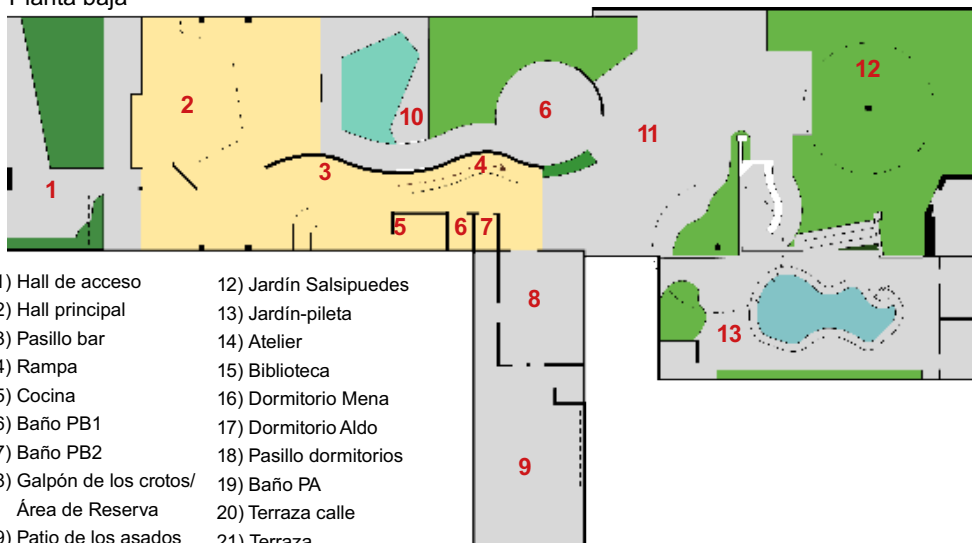 Planta baja
1
2
3
4
5
6
7
6
10
11
12
8
9
13
) Hall de acceso
2) Hall principal
3) Pasillo bar
4) Rampa
5) Cocina
6) Baño PB1
7) Baño PB2
8) Galpón de los crotos/
Área de Reserva
9) Patio de los asados
12) Jardín Salsipuedes
13) Jardín-pileta
14) Atelier
15) Biblioteca
16) Dormitorio Mena
17) Dormitorio Aldo
18) Pasillo dormitorios
19) Baño PA
20) Terraza calle
21) Terraza